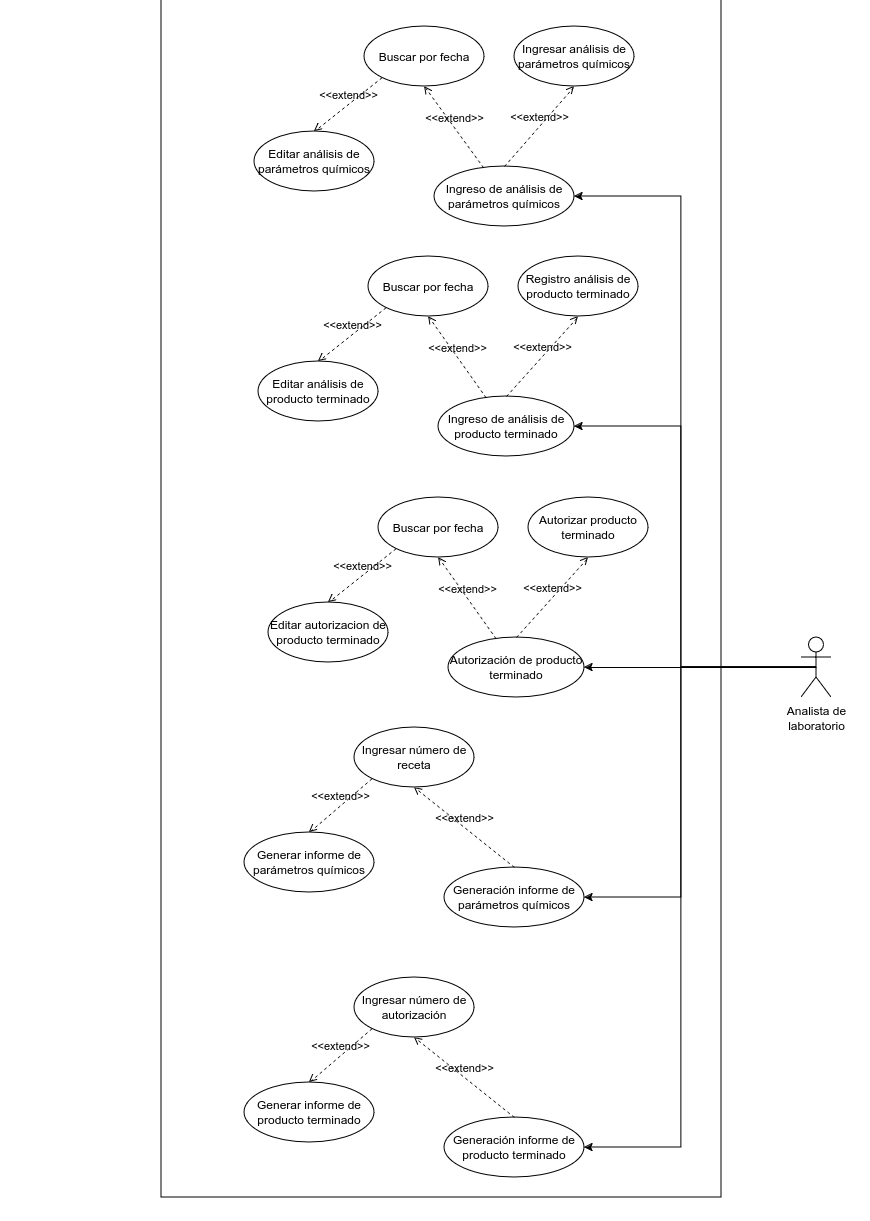 Buscar por fecha
Ingresar análisis de
parámetros químicos
<<extend>>
<<extend>>
<<extend>>
Editar análisis de
parámetros químicos
Ingreso de análisis de
parámetros químicos
Buscar por fecha
Registro análisis de
producto terminado
<<extend>>
<<extend>>
<<extend>>
Editar análisis de
producto terminado
Ingreso de análisis de
producto terminado
Buscar por fecha
Autorizar producto
terminado
<<extend>>
<<extend>>
<<extend>>
Editar autorizacion de
producto terminado
Autorización de producto
terminado
Analista de
laboratorio
Ingresar número de
receta
<<extend>>
<<extend>>
Generar informe de
parámetros químicos
Generación informe de
parámetros químicos
Ingresar número de
autorización
<<extend>>
<<extend>>
Generar informe de
producto terminado
Generación informe de
producto terminado